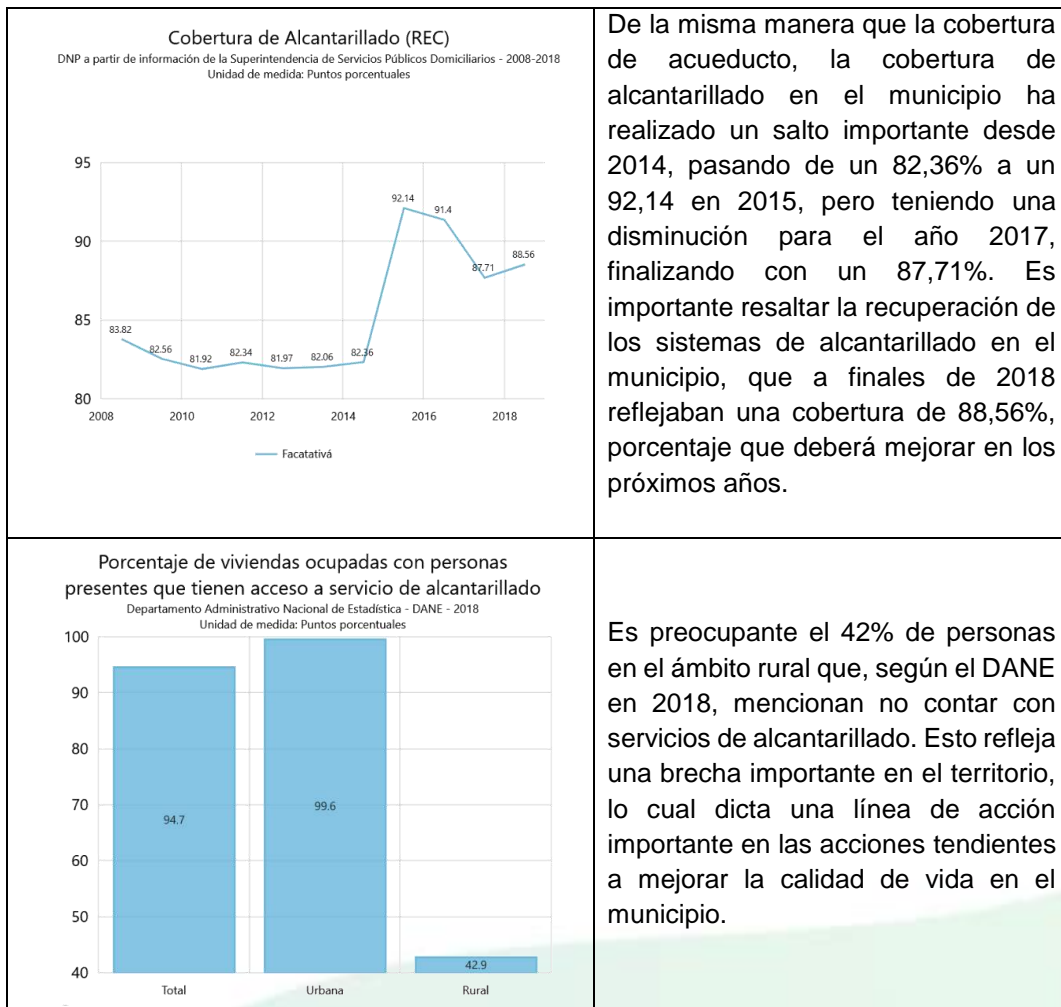 Cobertura de Alcantarillado (REC)
DNP a partir de información de la Superintendencia de Servicios Públicos Domiciliarios - 2008-2018
Unidad de medida: Puntos porcentuales
95
90
85
80
83.82
82.56
81.92
82.34
81.97
82.06
82.36
92.14
91.4
87.71
88.56
2008
2010
2012
2014
2016
2018
Facatativá
De la misma manera que la cobertura
de acueducto, la cobertura de
alcantarillado en el municipio ha
realizado un salto importante desde
2014, pasando de un 82,36% a un
92,14 en 2015, pero teniendo una
disminución para el año 2017,
finalizando con un 87,71%. Es
importante resaltar la recuperación de
los sistemas de alcantarillado en el
municipio, que a finales de 2018
reflejaban una cobertura de 88,56%,
porcentaje que deberá mejorar en los
próximos años.
Porcentaje de viviendas ocupadas con personas
presentes que tienen acceso a servicio de alcantarillado
Departamento Administrativo Nacional de Estadística - DANE - 2018
Unidad de medida: Puntos porcentuales
100
90
80
70
60
50
40
94.7
99.6
42.9
Total
Urbana
Rural
Es preocupante el 42% de personas
en el ámbito rural que, según el DANE
en 2018, mencionan no contar con
servicios de alcantarillado. Esto refleja
una brecha importante en el territorio,
lo cual dicta una línea de acción
importante en las acciones tendientes
a mejorar la calidad de vida en el
municipio.